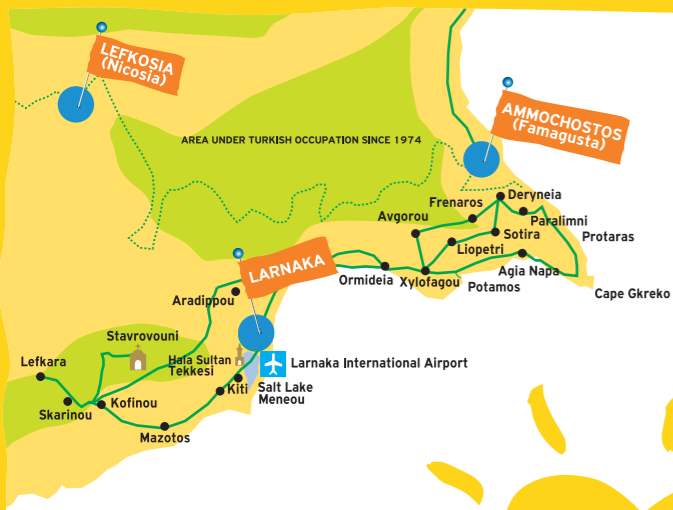 LEFKOSIA
(Nicosia)
AMMOCHOSTOS
(Famagusta)
AREA UNDER TURKISH OCCUPATION SINCE 1974
Deryneia
Frenaros
Paralimni
Avgorou
Protaras
Sotira
Liopetri
LARNAKA
Agia Napa
Ormideia
Xylofagou
Potamos
Cape Gkreko
Aradippou
Stavrovouni
Hala Sultan
Tekkesi
Larnaka International Airport
Lefkara
Kiti
Salt Lake
Meneou
Skarinou
Kofinou
Mazotos